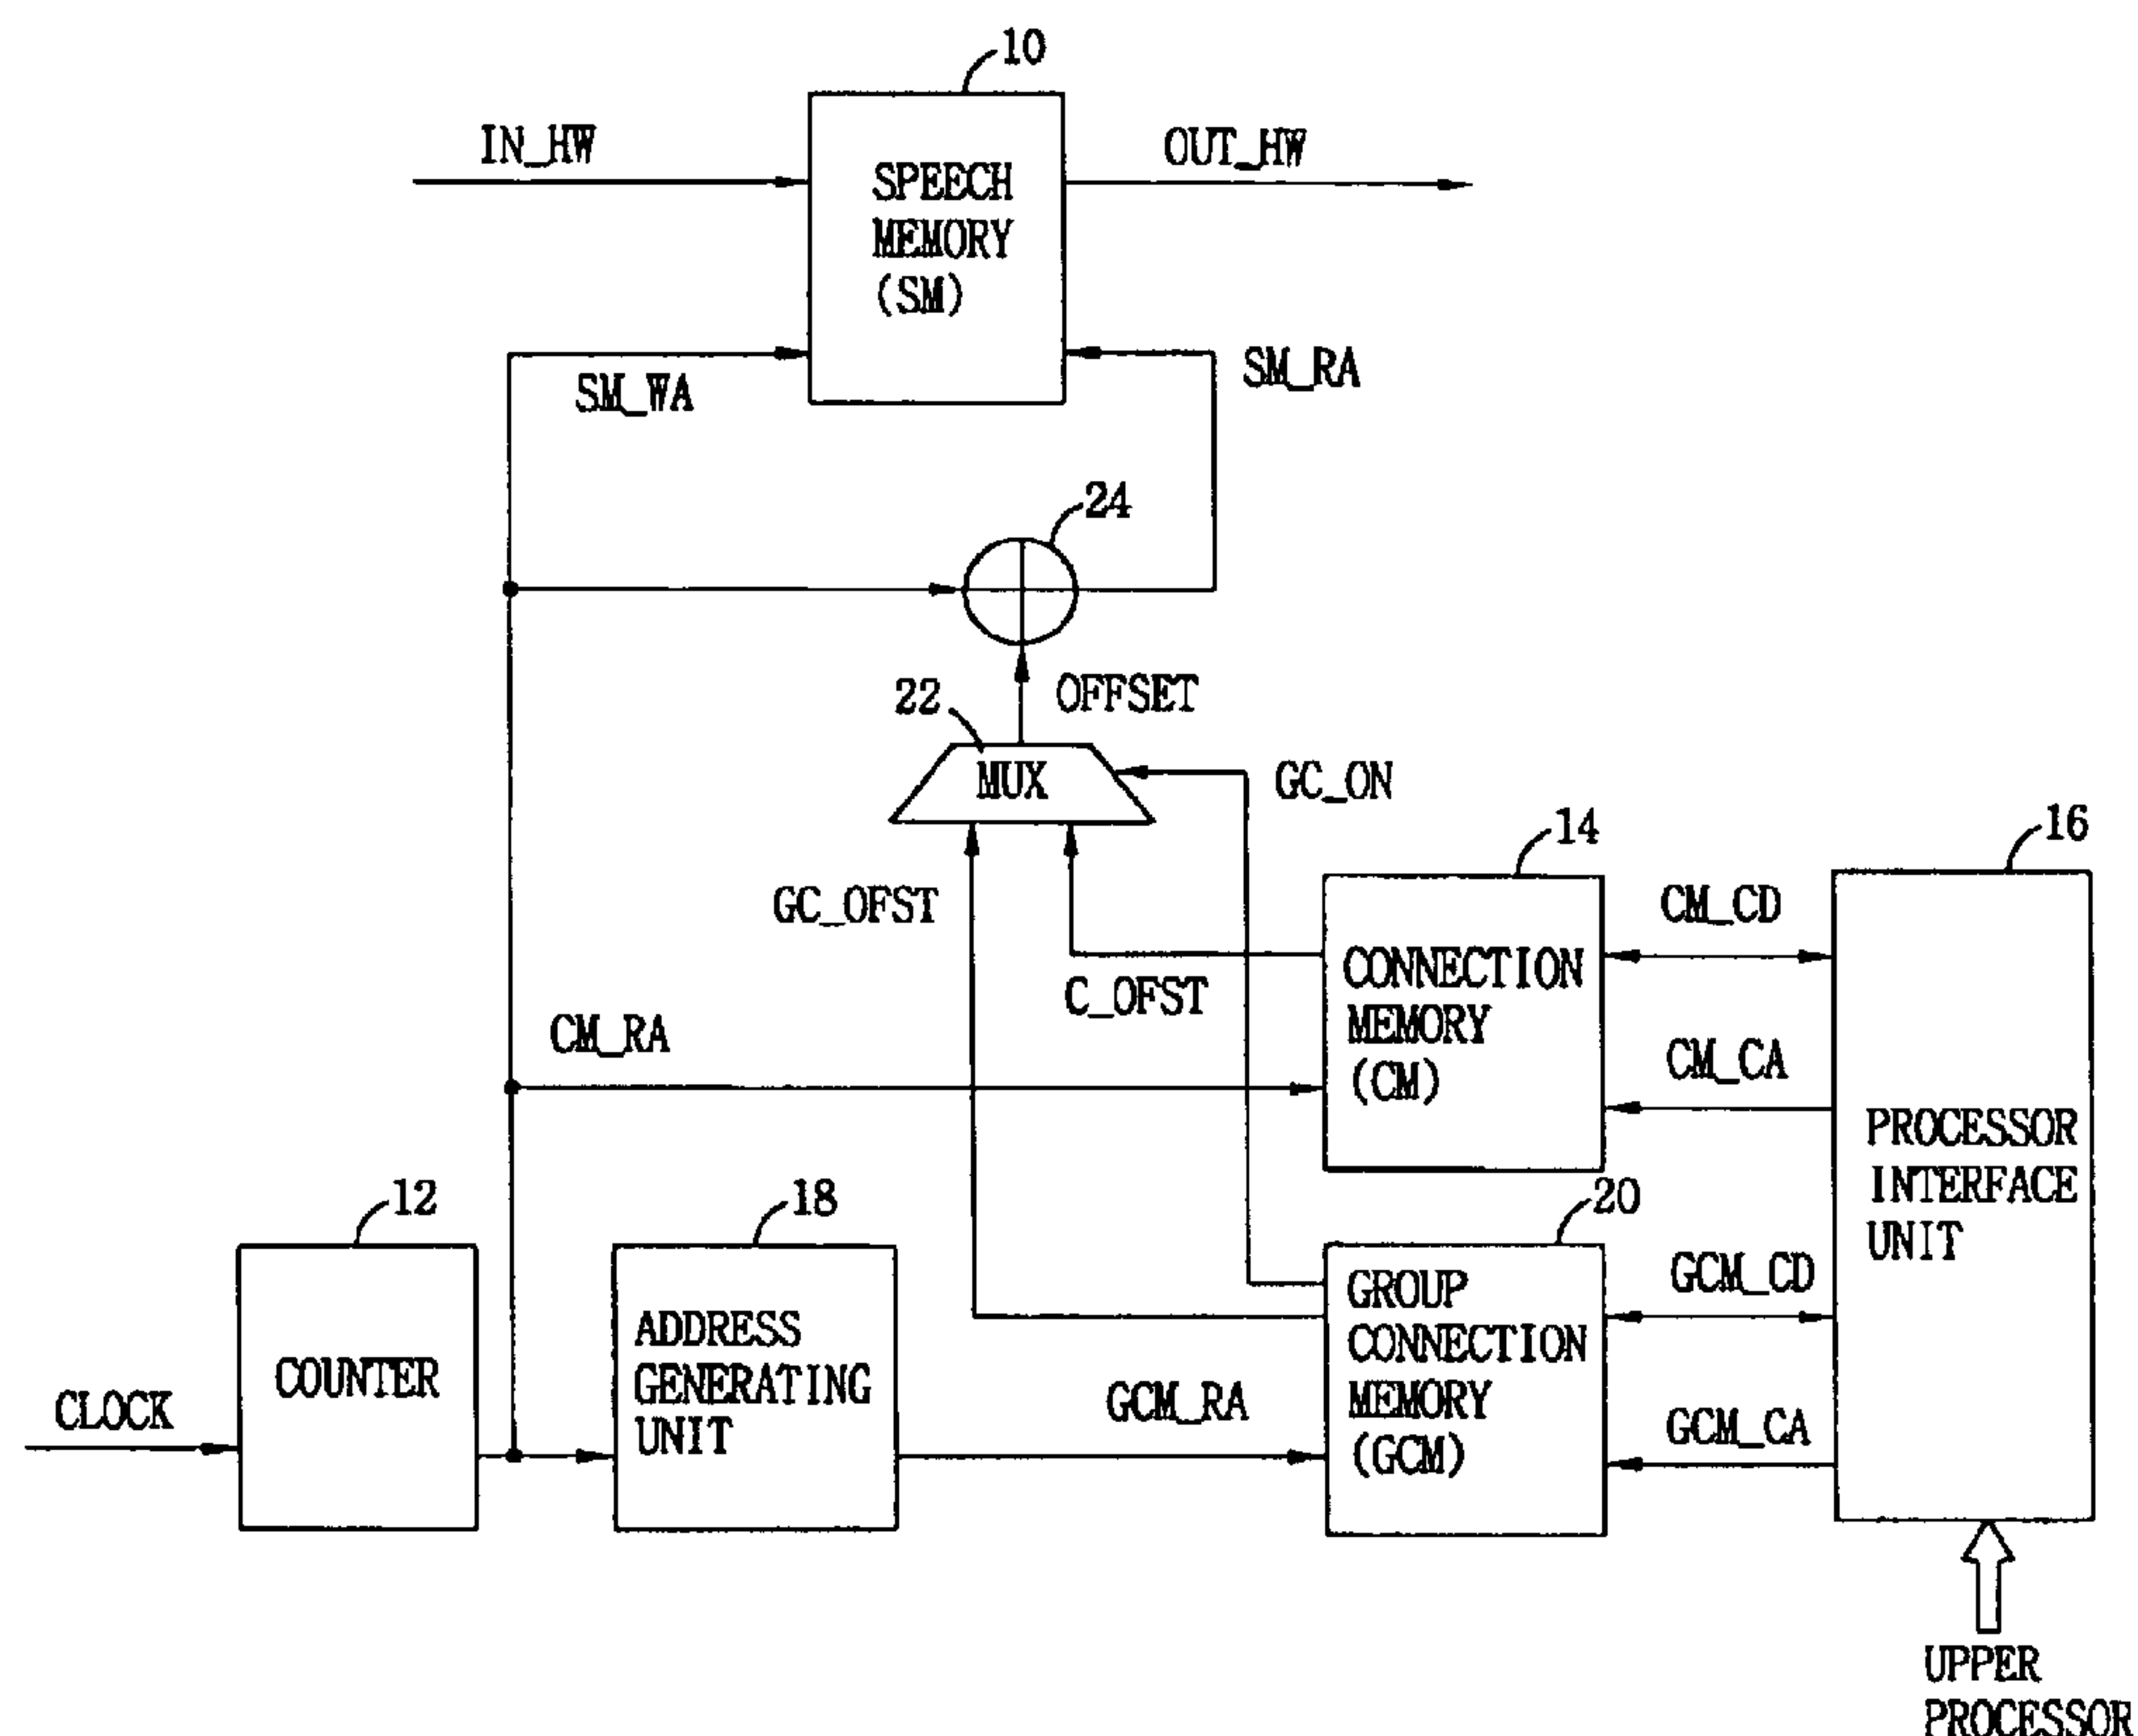 10
IN_HW
OUT_HW
SPEECH
MEMORY
(SM)
SM_WA
SM_RA
24
22
OFFSET
MUX
GC_ON
14
16
GC_OFST
C_OFST
CM_CD
CONNECTION
MEMORY
(CM)
CM_RA
CM_CA
PROCESSOR
INTERFACE
UNIT
12
18
20
GROUP
CONNECTION
MEMORY
(GCM)
GCM_CD
ADDRESS
GENERATING
UNIT
COUNTER
CLOCK
GCM_RA
GCM_CA
UPPER
PROCESSOR